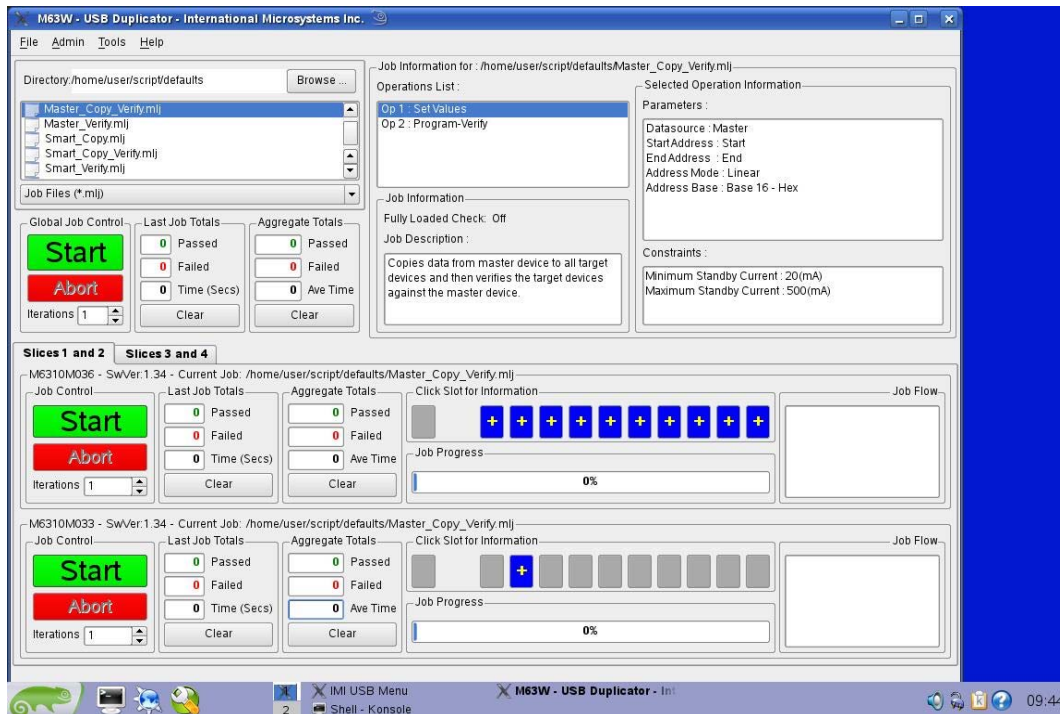 M63W - USB Duplicator - International Microsystems Inc.
File Admin Tools Help
Directory:/home/user/script/defaults Browse ...
Master_Copy_Verify.mlj
Master_Verify.mlj
Smart_Copy.mlj
Smart_Copy_Verify.mlj
Smart_Verify.mlj
Job Files (*.mlj)
Global Job Control
Start
Abort
Iterations 1
Last Job Totals
0 Passed
0 Failed
0 Time (Secs)
Clear
Aggregate Totals
0 Passed
0 Failed
0 Ave Time
Clear
Job Information for : /home/user/script/defaults/Master_Copy_Verify.mlj
Operations List :
Op 1 : Set Values
Op 2 : Program-Verify
Job Information
Fully Loaded Check: Off
Job Description :
Copies data from master device to all target
devices and then verifies the target devices
against the master device.
Selected Operation Information
Parameters :
Datasource : Master
Start Address : Start
End Address : End
Address Mode : Linear
Address Base : Base 16 - Hex
Constraints :
Minimum Standby Current : 20(mA)
Maximum Standby Current : 500(mA)
Slices 1 and 2 Slices 3 and 4
M6310M036 - SwVer:1.34 - Current Job: /home/user/script/defaults/Master_Copy_Verify.mlj
Job Control
Start
Abort
Iterations 1
Last Job Totals
0 Passed
0 Failed
0 Time (Secs)
Clear
Aggregate Totals
0 Passed
0 Failed
0 Ave Time
Clear
Click Slot for Information
+ + + + + + + + + +
Job Progress
0%
Job Flow
M6310M033 - SwVer:1.34 - Current Job: /home/user/script/defaults/Master_Copy_Verify.mlj
Job Control
Start
Abort
Iterations 1
Last Job Totals
0 Passed
0 Failed
0 Time (Secs)
Clear
Aggregate Totals
0 Passed
0 Failed
0 Ave Time
Clear
Click Slot for Information
+
Job Progress
0%
Job Flow
2
IMI USB Menu
Shell - Konsole
M63W - USB Duplicator - Int
09:44